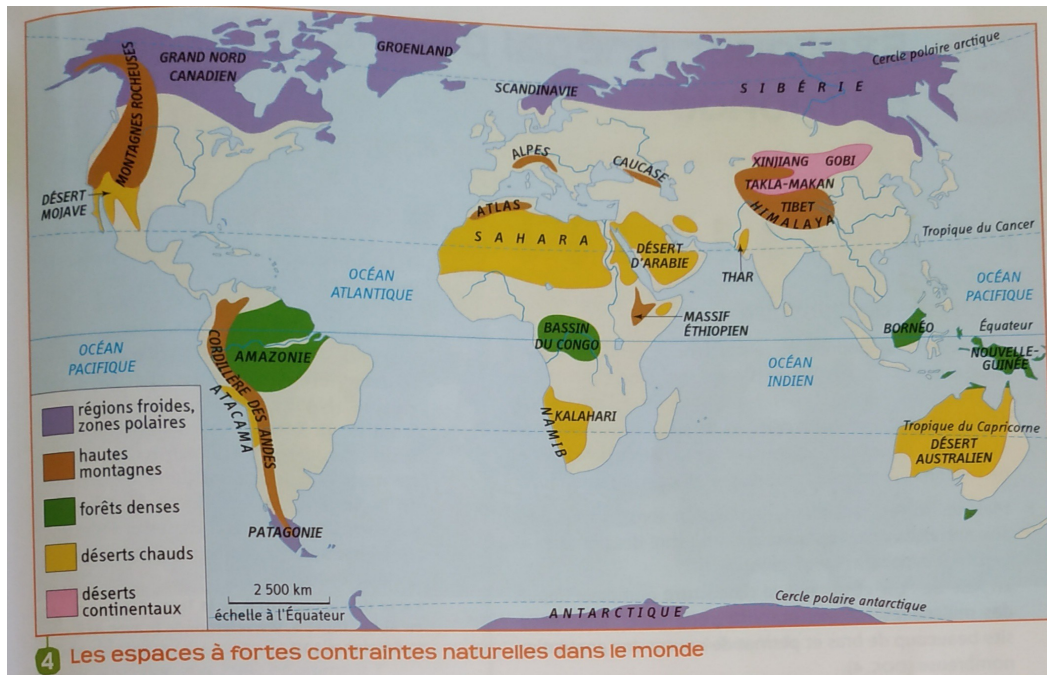 GRAND NORD
CANADIEN
GROENLAND
Cercle polaire arctique
MONTAGNES ROCHEUSES
SCANDINAVIE
SIBÉRIE
ALPES
CAUCASE
XINJIANG
GOBI
TAKLA-MAKAN
TIBET
HIMALAYA
DÉSERT
MOJAVE
ATLAS
SAHARA
DÉSERT
D'ARABIE
THAR
Tropique du Cancer
OCÉAN
ATLANTIQUE
OCÉAN
PACIFIQUE
MASSIF
ÉTHIOPIEN
BASSIN
DU CONGO
BORNÉO
Équateur
NOUVELLE-
GUINÉE
OCÉAN
PACIFIQUE
AMAZONIE
CORDILLÈRE DES ANDES
ATACAMA
OCÉAN
INDIEN
NAMIB
KALAHARI
Tropique du Capricorne
DÉSERT
AUSTRALIEN
PATAGONIE
régions froides,
zones polaires
hautes
montagnes
forêts denses
déserts chauds
déserts
continentaux
2 500 km
échelle à l'Équateur
ANTARCTIQUE
Cercle polaire antarctique
4 Les espaces à fortes contraintes naturelles dans le monde